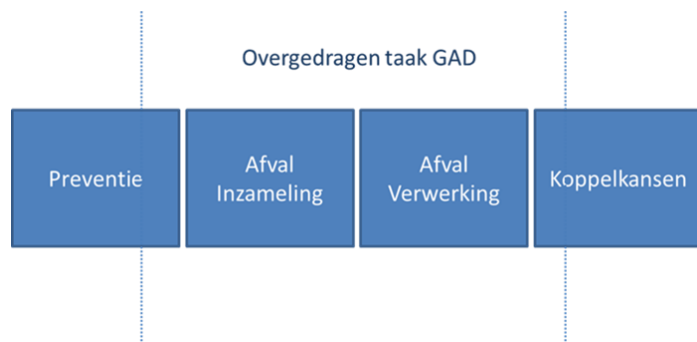 Overgedragen taak GAD
Preventie
Afval
Inzameling
Afval
Verwerking
Koppelkansen